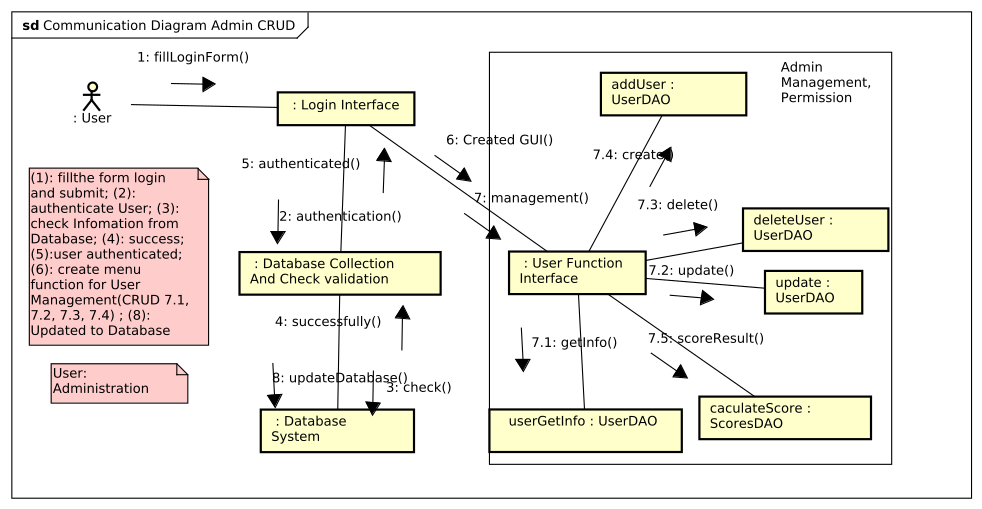 sd Communication Diagram Admin CRUD
1: fillLoginForm()
: User
: Login Interface
Admin
Management,
Permission
addUser :
UserDAO
6: Created GUI()
7.4: create()
5: authenticated()
(1): fillthe form login
and submit; (2):
authenticate User; (3):
check Infomation from
Database; (4): success;
(5):user authenticated;
(6): create menu
function for User
Management(CRUD 7.1,
7.2, 7.3, 7.4) ; (8):
Updated to Database
7: management()
7.3: delete()
2: authentication()
deleteUser :
UserDAO
: Database Collection
And Check validation
: User Function
Interface
7.2: update()
update :
UserDAO
4: successfully()
7.1: getInfo()
7.5: scoreResult()
User:
Administration
8: updateDatabase()
3: check()
: Database
System
userGetInfo : UserDAO
caculateScore :
ScoresDAO